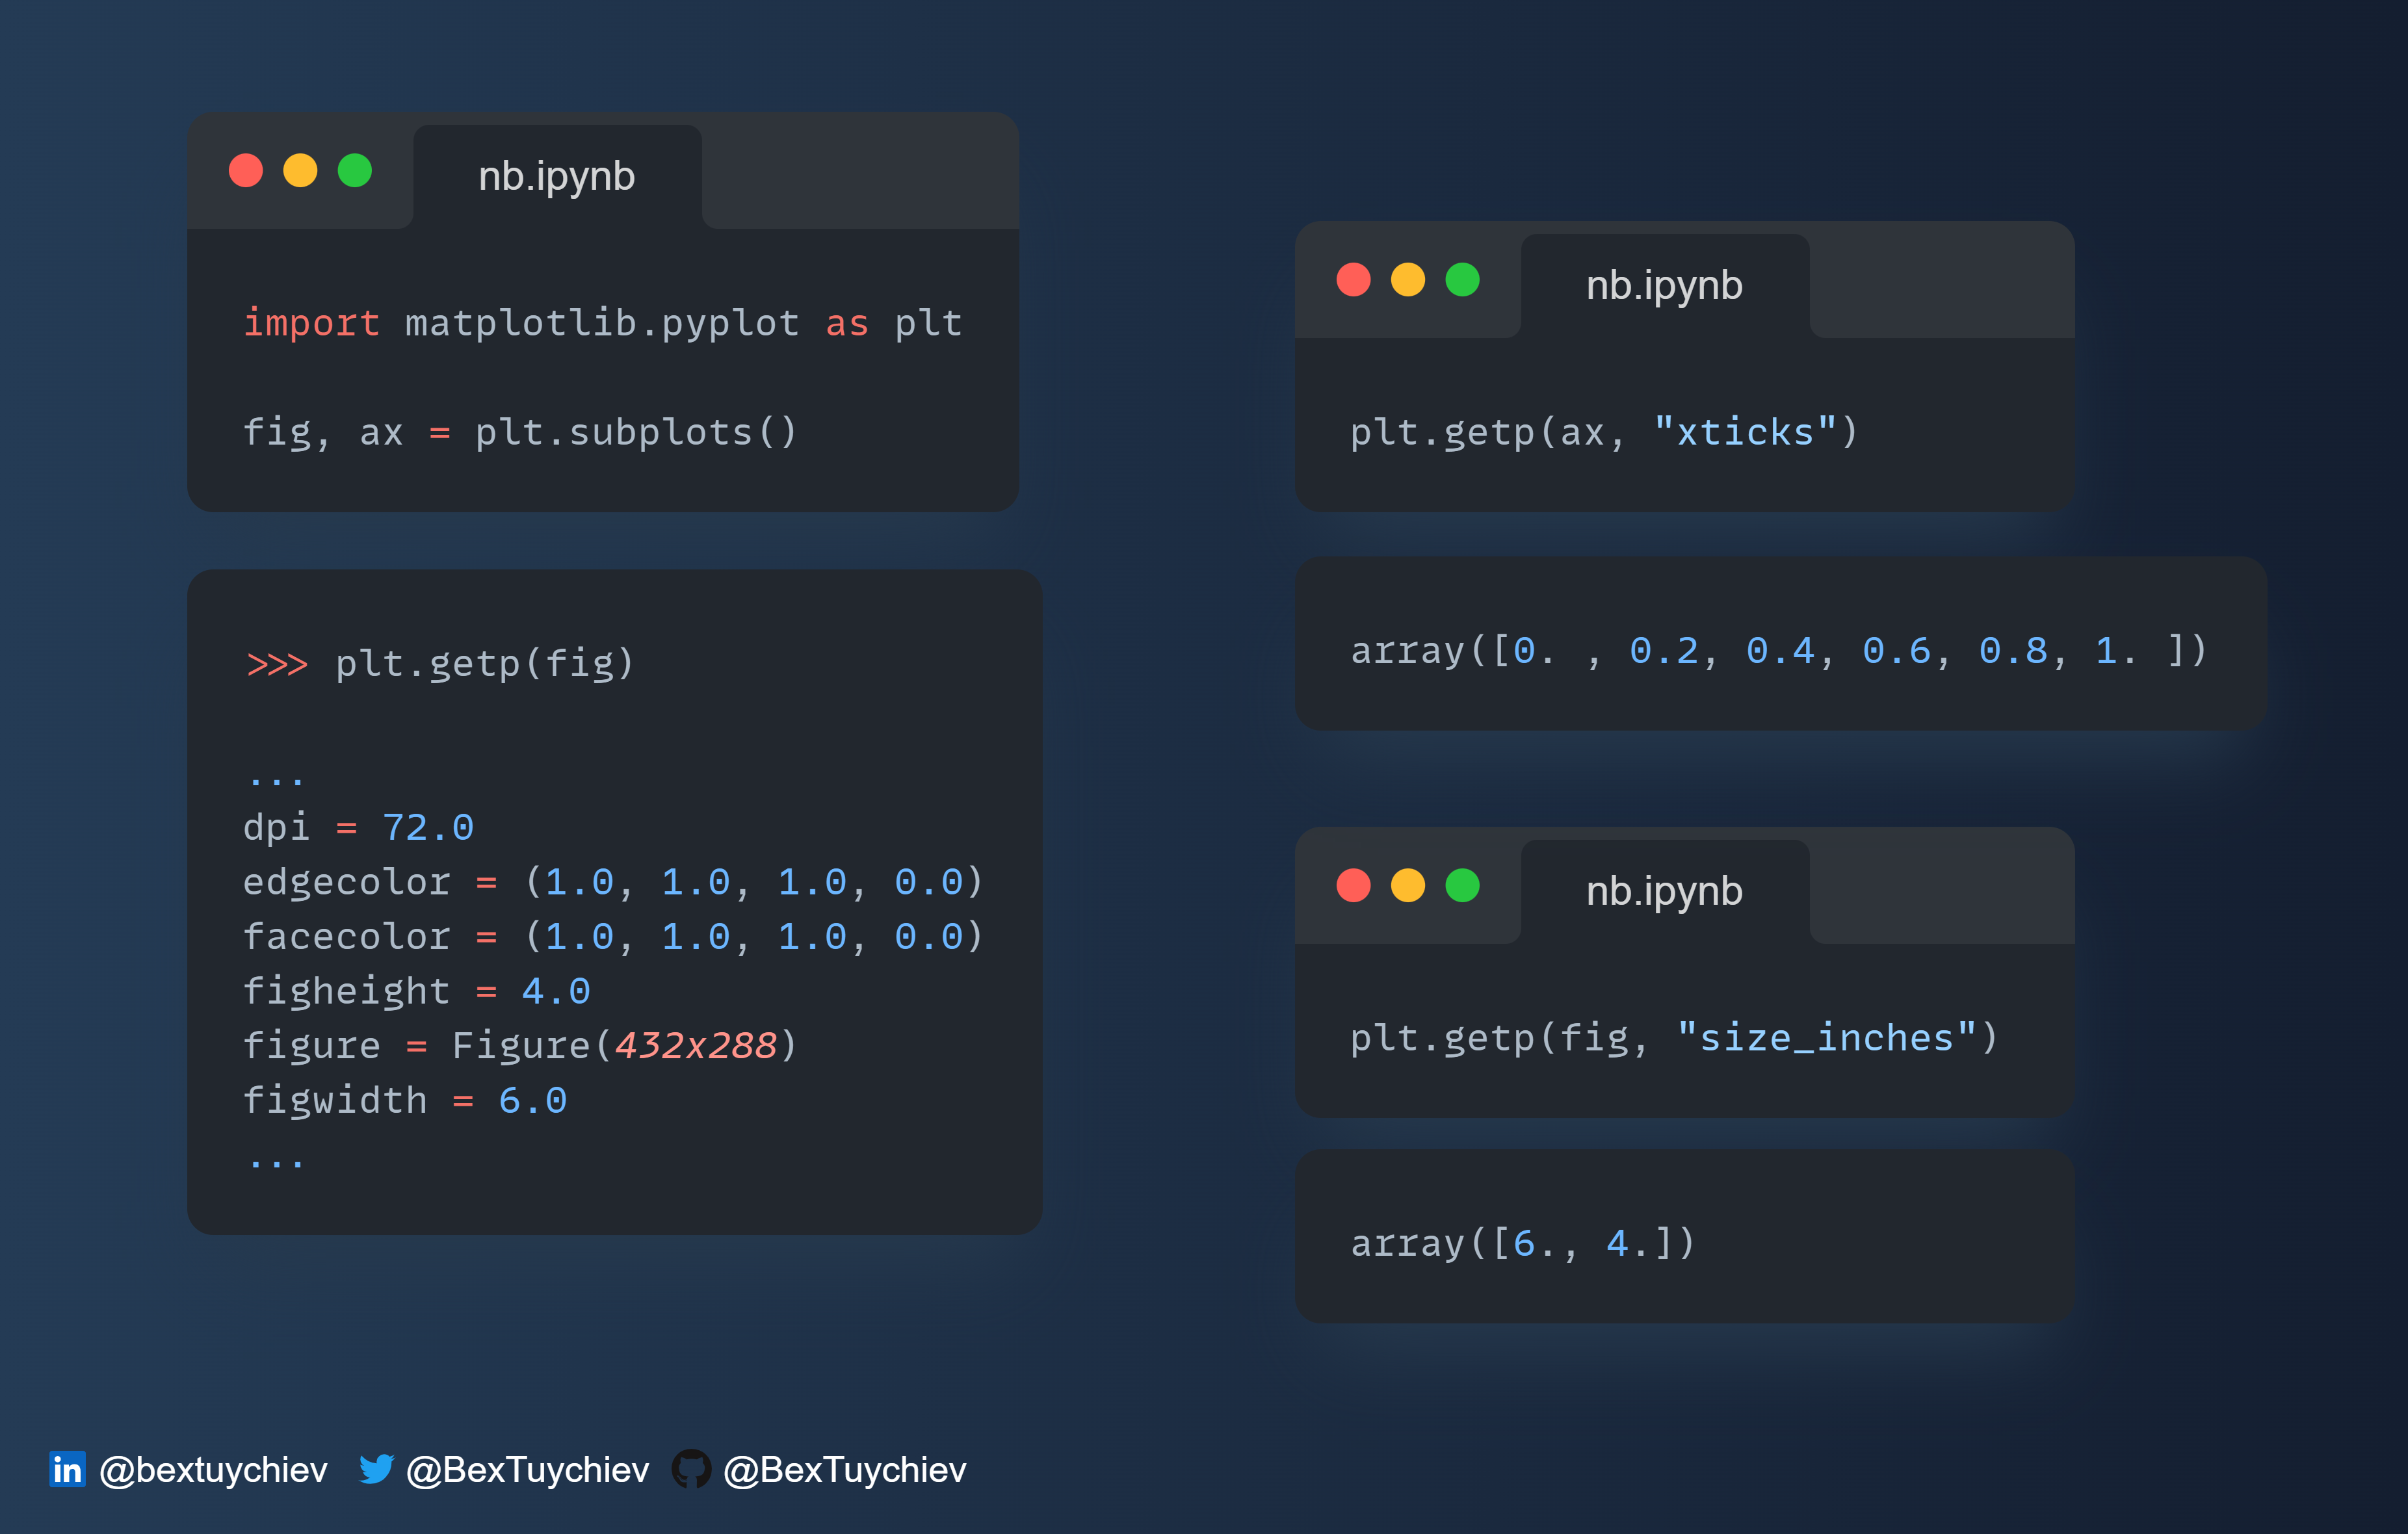 nb.ipynb
import matplotlib.pyplot as plt
fig, ax = plt.subplots()
>>> plt.getp(fig)
...
dpi = 72.0
edgecolor = (1.0, 1.0, 1.0, 0.0)
facecolor = (1.0, 1.0, 1.0, 0.0)
figheight = 4.0
figure = Figure(432x288)
figwidth = 6.0
...
nb.ipynb
plt.getp(ax, "xticks")
array([0. , 0.2, 0.4, 0.6, 0.8, 1. ])
nb.ipynb
plt.getp(fig, "size_inches")
array([6., 4.])
in @bextuychiev @BexTuychiev @BexTuychiev